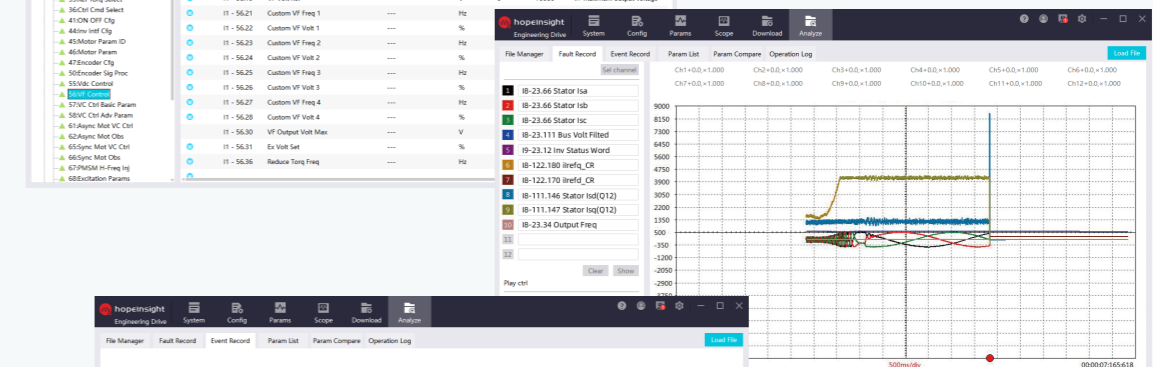 36:Ctrl Cmd Select
41:ON OFF Cfg
44:Inv Intf Cfg
45:Motor Param ID
46:Motor Param
47:Encoder Cfg
50:Encoder Sig Proc
55:Vdc Control
56:VF Control
57:VC Ctrl Basic Param
58:VC Ctrl Adv Param
61:Async Mot VC Ctrl
62:Async Mot Obs
65:Sync Mot VC Ctrl
66:Sync Mot Obs
67:PMSM H-Freq Inj
68:Excitation Params
I1 - 56.21 Custom VF Freq 1 --- Hz
I1 - 56.22 Custom VF Volt 1 --- %
I1 - 56.23 Custom VF Freq 2 --- Hz
I1 - 56.24 Custom VF Volt 2 --- %
I1 - 56.25 Custom VF Freq 3 --- Hz
I1 - 56.26 Custom VF Volt 3 --- %
I1 - 56.27 Custom VF Freq 4 --- Hz
I1 - 56.28 Custom VF Volt 4 --- %
I1 - 56.30 VF Output Volt Max --- V
I1 - 56.31 Ex Volt Set --- %
I1 - 56.36 Reduce Torq Freq --- Hz
hopeInsight
Engineering Drive System Config Params Scope Download Analyze
File Manager Fault Record Event Record Param List Param Compare Operation Log Load File
Sel channel
1 I8-23.66 Stator Isa
2 I8-23.66 Stator Isb
3 I8-23.66 Stator Isc
4 I8-23.111 Bus Volt Filted
5 I9-23.12 Inv Status Word
6 I8-122.180 iIrefq_CR
7 I8-122.170 iIrefd_CR
8 I8-111.146 Stator Isd(Q12)
9 I8-111.147 Stator Isq(Q12)
10 I8-23.34 Output Freq
11
12
Clear Show
Play ctrl
Ch1+0.0,×1.000 Ch2+0.0,×1.000 Ch3+0.0,×1.000 Ch4+0.0,×1.000 Ch5+0.0,×1.000 Ch6+0.0,×1.000
Ch7+0.0,×1.000 Ch8+0.0,×1.000 Ch9+0.0,×1.000 Ch10+0.0,×1.000 Ch11+0.0,×1.000 Ch12+0.0,×1.000
9000
8150
7300
6450
5600
4750
3900
3050
2200
1350
500
-350
-1200
-2050
-2900
500ms/div 00:00:07:165:618
hopeInsight
Engineering Drive System Config Params Scope Download Analyze
File Manager Fault Record Event Record Param List Param Compare Operation Log Load File